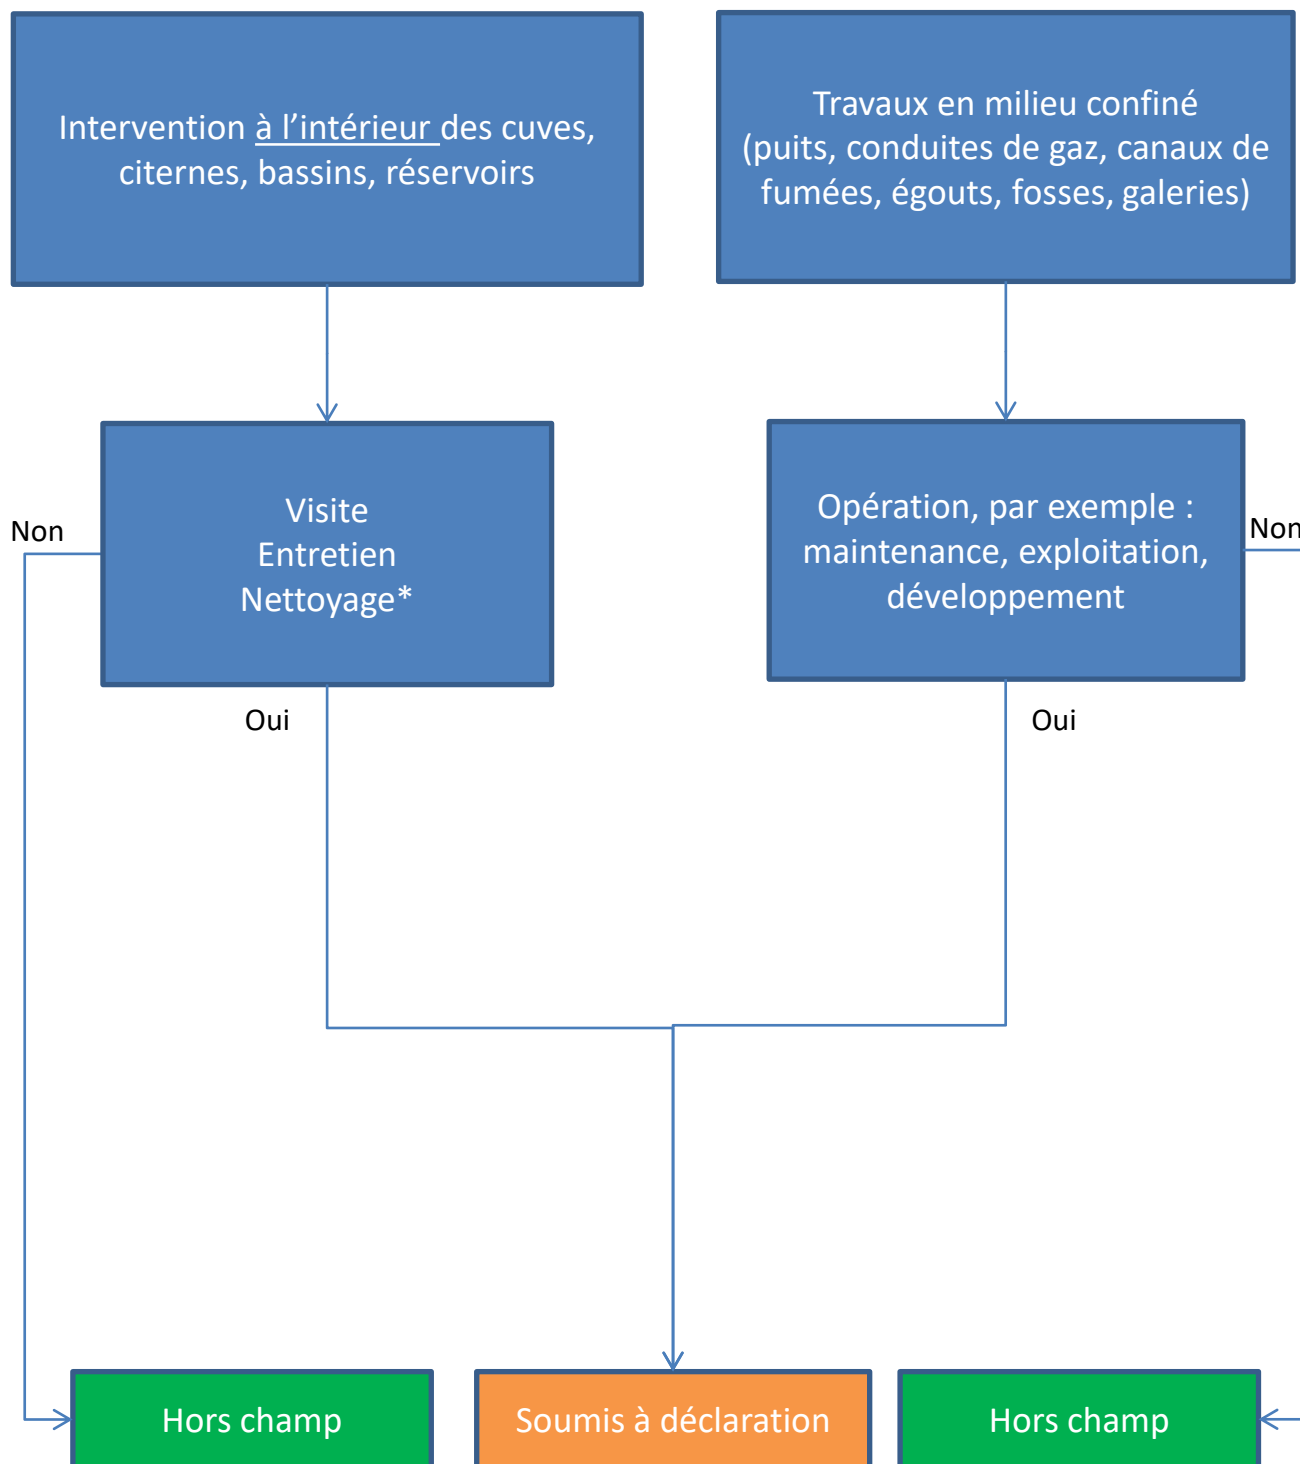 Intervention à l'intérieur des cuves,
citernes, bassins, réservoirs
Travaux en milieu confiné
(puits, conduites de gaz, canaux de
fumées, égouts, fosses, galeries)
Non
Visite
Entretien
Nettoyage*
Opération, par exemple :
maintenance, exploitation,
développement
Non
Oui
Oui
Hors champ
Soumis à déclaration
Hors champ